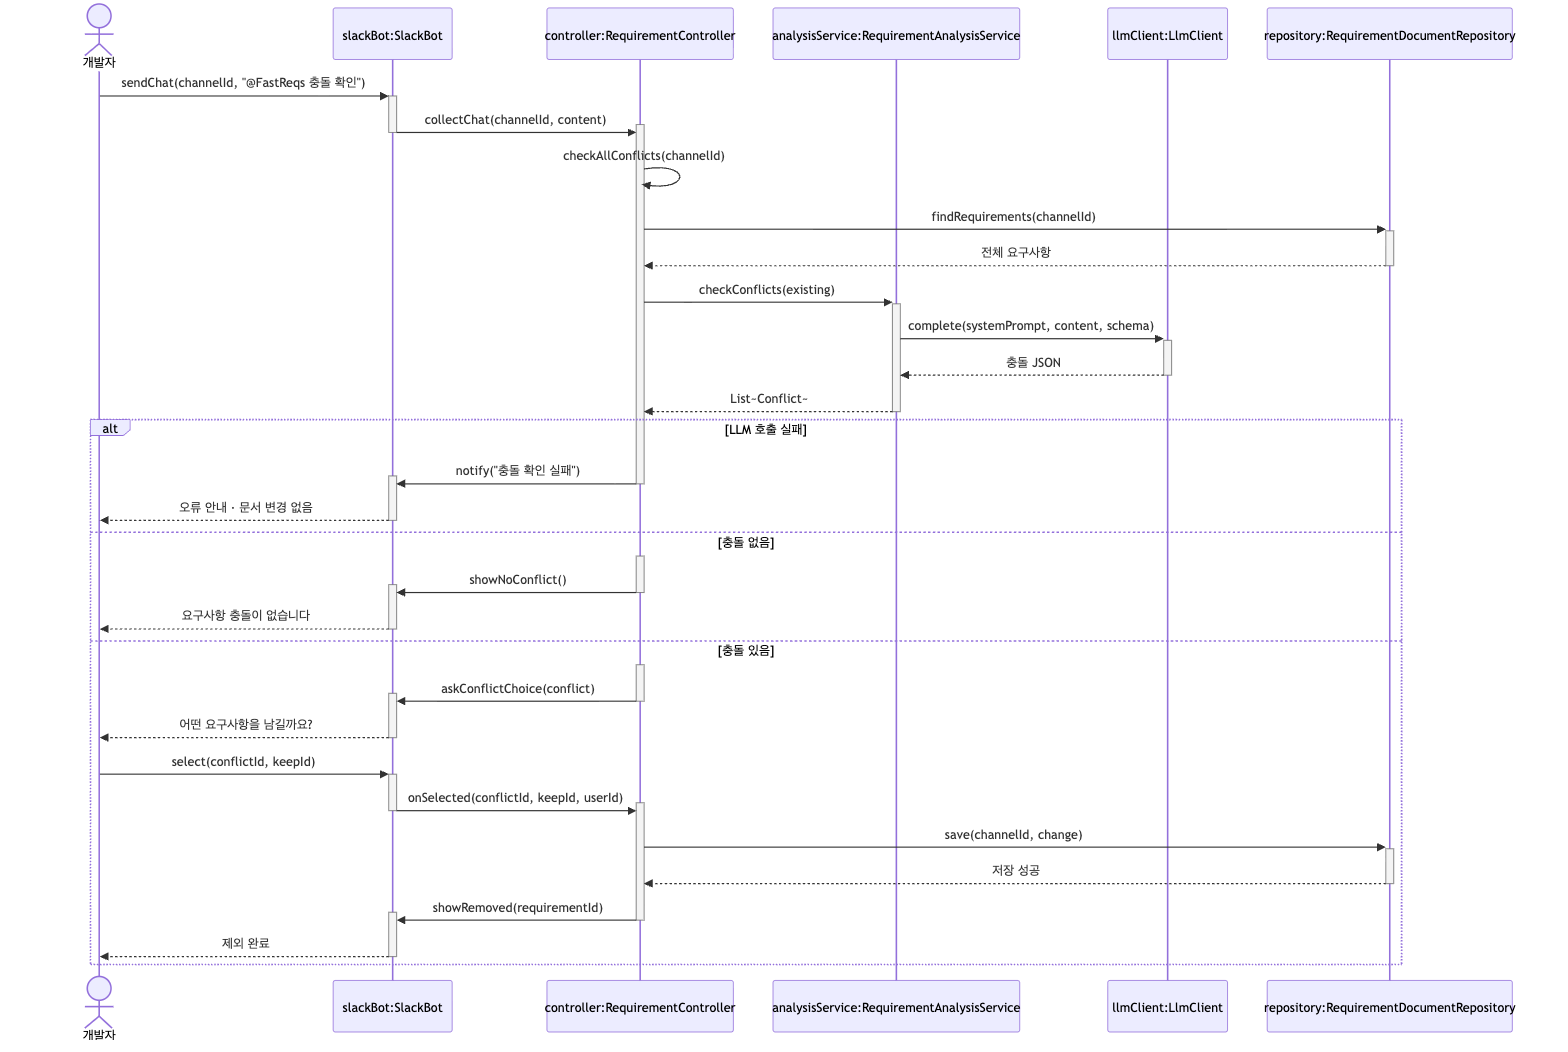 개발자
slackBot:SlackBot
controller:RequirementController
analysisService:RequirementAnalysisService
llmClient:LlmClient
repository:RequirementDocumentRepository
sendChat(channelId, "@FastReqs 충돌 확인")
collectChat(channelId, content)
checkAllConflicts(channelId)
findRequirements(channelId)
전체 요구사항
checkConflicts(existing)
complete(systemPrompt, content, schema)
충돌 JSON
List~Conflict~
alt
[LLM 호출 실패]
notify("충돌 확인 실패")
오류 안내 · 문서 변경 없음
[충돌 없음]
showNoConflict()
요구사항 충돌이 없습니다
[충돌 있음]
askConflictChoice(conflict)
어떤 요구사항을 남길까요?
select(conflictId, keepId)
onSelected(conflictId, keepId, userId)
save(channelId, change)
저장 성공
showRemoved(requirementId)
제외 완료
개발자
slackBot:SlackBot
controller:RequirementController
analysisService:RequirementAnalysisService
llmClient:LlmClient
repository:RequirementDocumentRepository